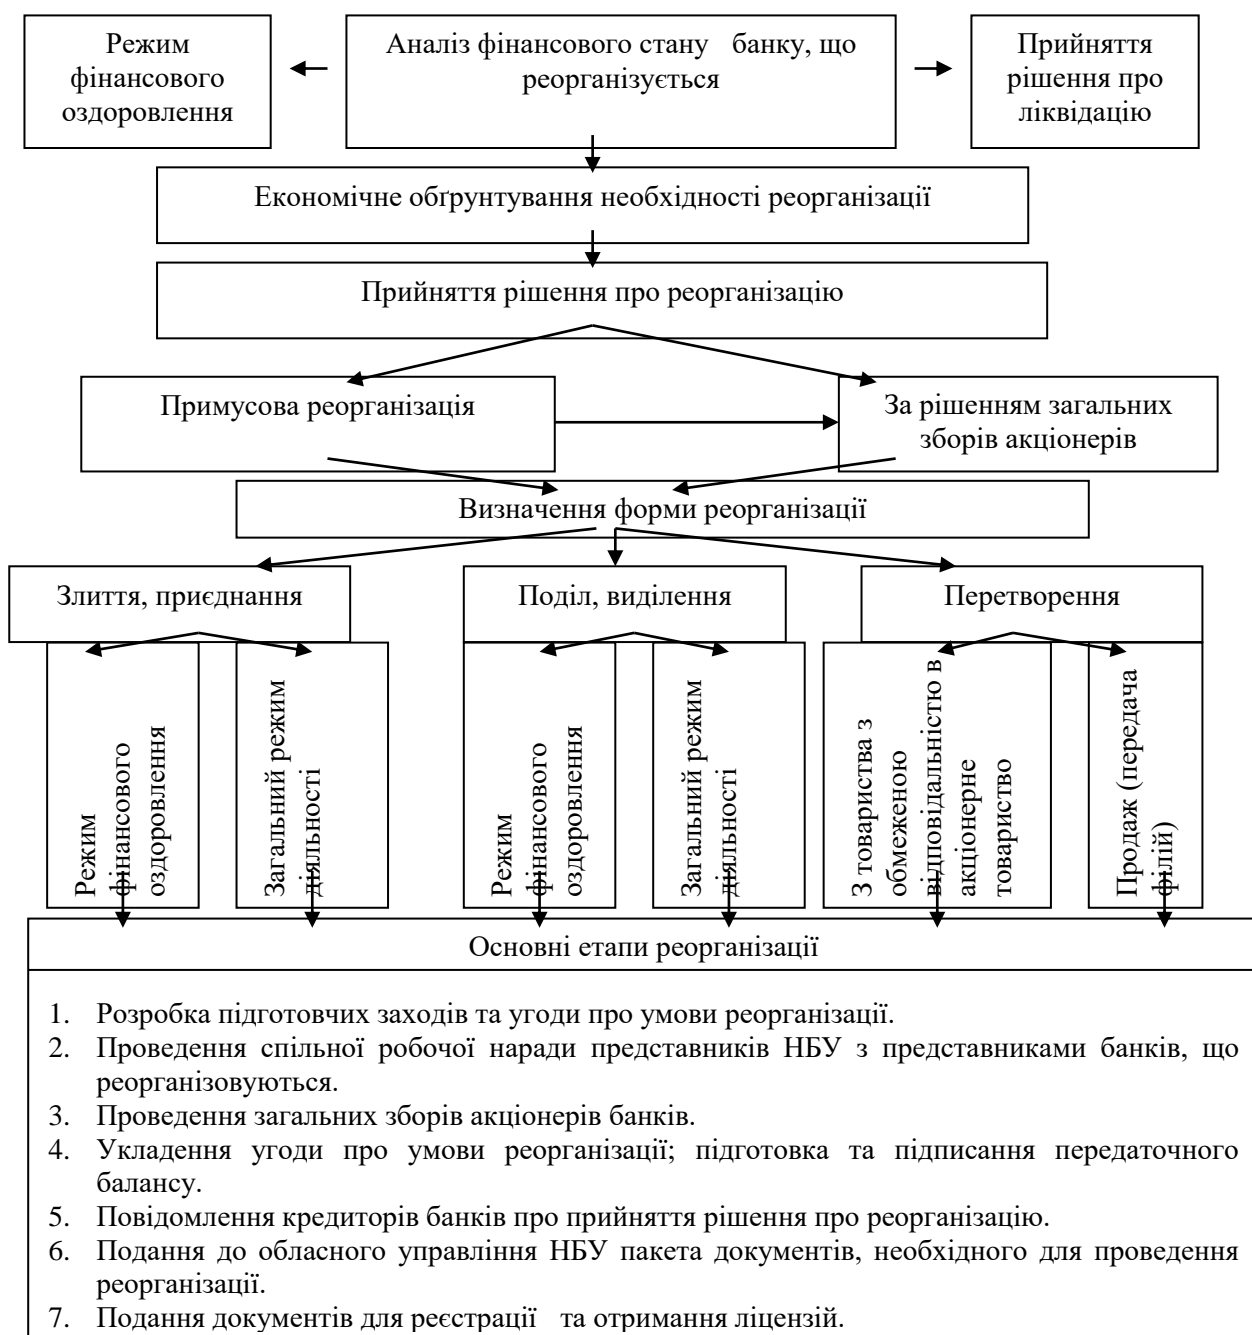 Режим
фінансового
оздоровлення
Аналіз фінансового стану банку, що
реорганізується
Прийняття
рішення про
ліквідацію
Економічне обґрунтування необхідності реорганізації
Прийняття рішення про реорганізацію
Примусова реорганізація
За рішенням загальних
зборів акціонерів
Визначення форми реорганізації
Злиття, приєднання
Поділ, виділення
Перетворення
Режим
фінансового
оздоровлення
Загальний режим
діяльності
Режим
фінансового
оздоровлення
Загальний режим
діяльності
З товариства з
обмеженою
відповідальністю в
акціонерне
товариство
Продаж (передача
філій)
Основні етапи реорганізації
1. Розробка підготовчих заходів та угоди про умови реорганізації.
2. Проведення спільної робочої наради представників НБУ з представниками банків, що
реорганізовуються.
3. Проведення загальних зборів акціонерів банків.
4. Укладення угоди про умови реорганізації; підготовка та підписання передаточного
балансу.
5. Повідомлення кредиторів банків про прийняття рішення про реорганізацію.
6. Подання до обласного управління НБУ пакета документів, необхідного для проведення
реорганізації.
7. Подання документів для реєстрації та отримання ліцензій.